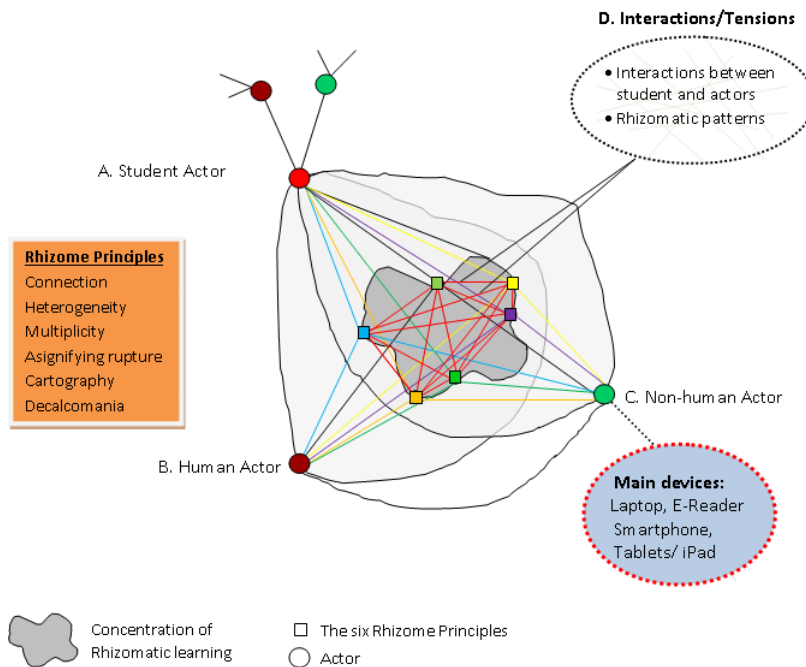 D. Interactions/Tensions
• Interactions between
student and actors
• Rhizomatic patterns
A. Student Actor
Rhizome Principles
Connection
Heterogeneity
Multiplicity
Asignifying rupture
Cartography
Decalcomania
C. Non-human Actor
B. Human Actor
Main devices:
Laptop, E-Reader
Smartphone,
Tablets/ iPad
Concentration of
Rhizomatic learning
The six Rhizome Principles
Actor